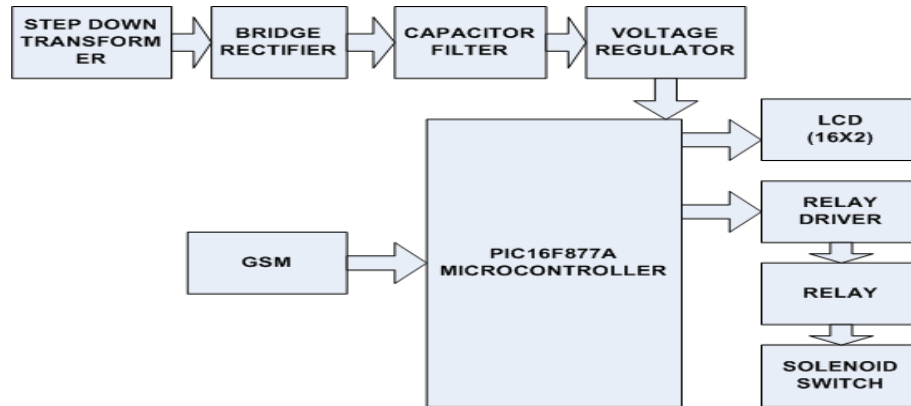 STEP DOWN
TRANSFORM
ER
BRIDGE
RECTIFIER
CAPACITOR
FILTER
VOLTAGE
REGULATOR
LCD
(16X2)
RELAY
DRIVER
GSM
PIC16F877A
MICROCONTROLLER
RELAY
SOLENOID
SWITCH